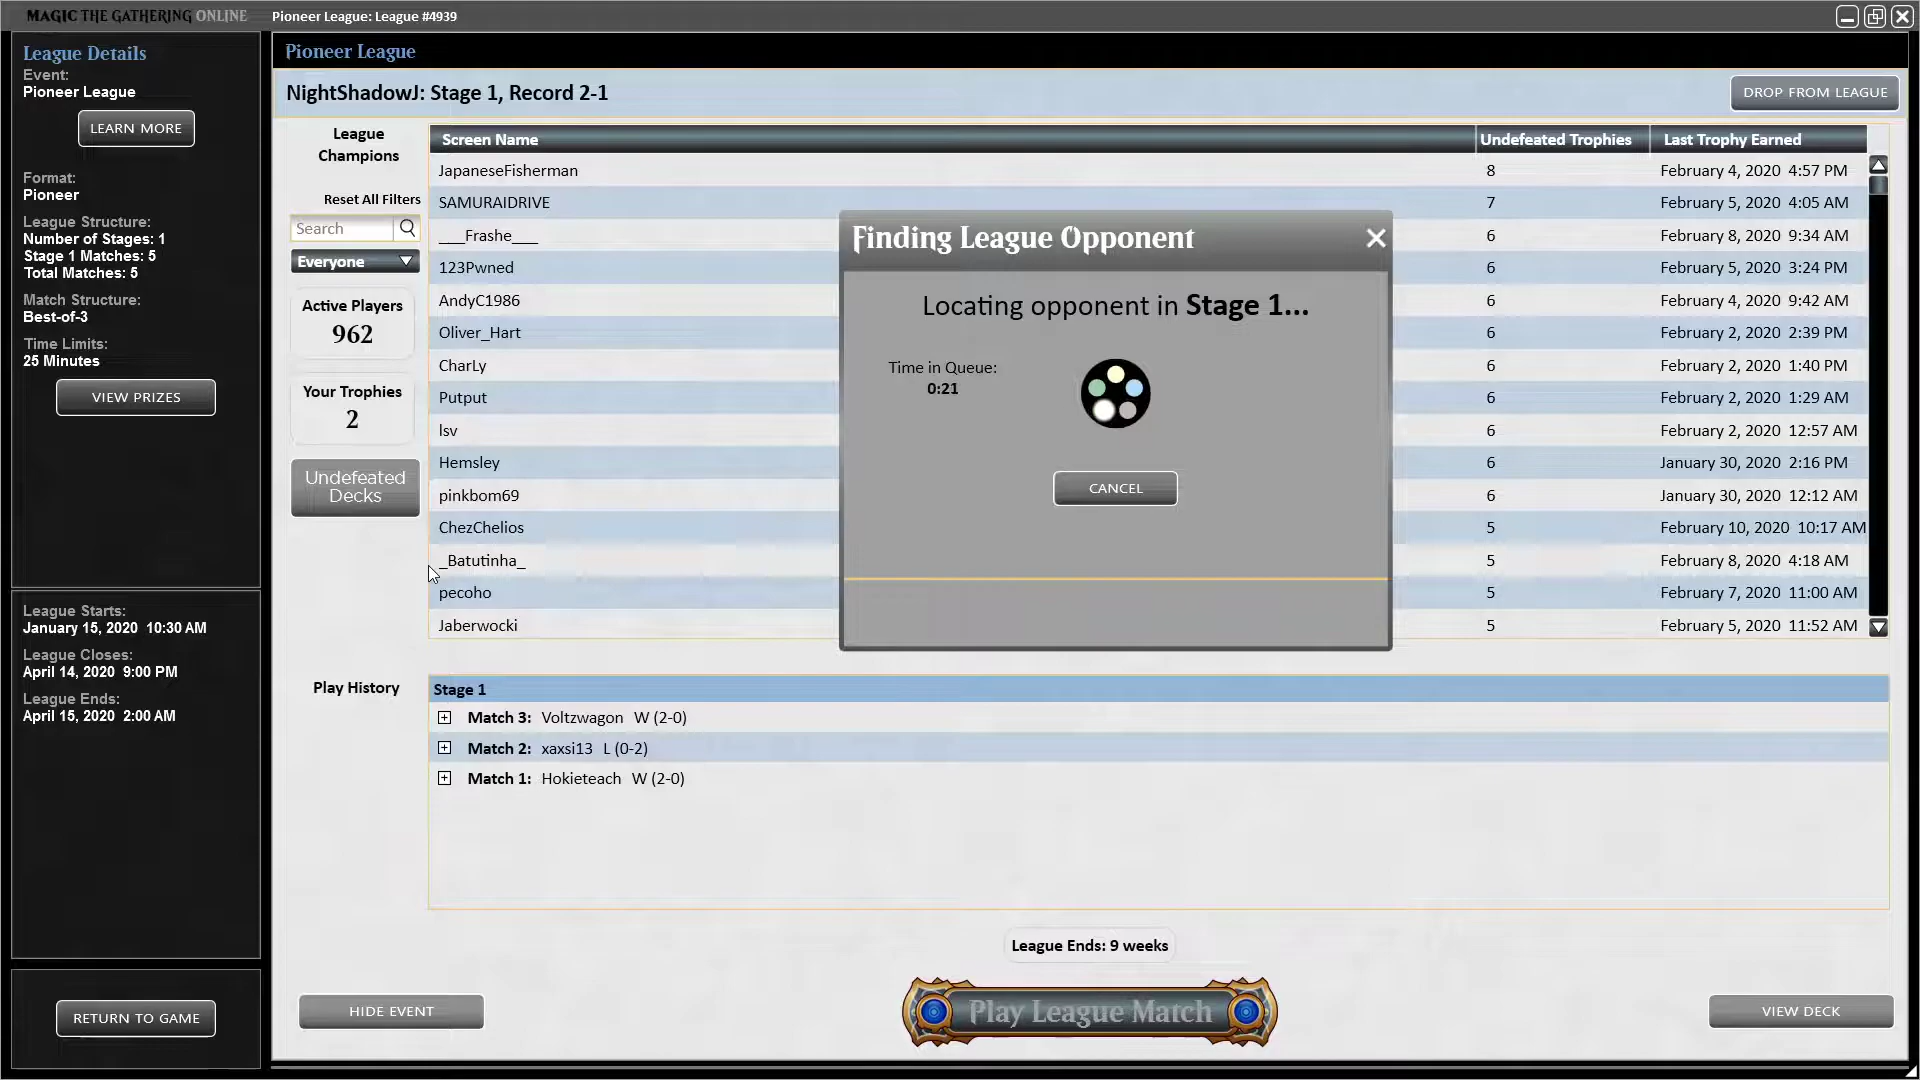 MAGIC THE GATHERING ONLINE
Pioneer League: League #4939
League Details
Event:
Pioneer League
LEARN MORE
Format:
Pioneer
League Structure:
Number of Stages: 1
Stage 1 Matches: 5
Total Matches: 5
Match Structure:
Best-of-3
Time Limits:
25 Minutes
VIEW PRIZES
League Starts:
January 15, 2020 10:30 AM
League Closes:
April 14, 2020 9:00 PM
League Ends:
April 15, 2020 2:00 AM
RETURN TO GAME
Pioneer League
NightShadowJ: Stage 1, Record 2-1
DROP FROM LEAGUE
League
Champions
Reset All Filters
Search
Everyone
Active Players
962
Your Trophies
2
Undefeated
Decks
Screen Name Undefeated Trophies Last Trophy Earned
JapaneseFisherman 8 February 4, 2020 4:57 PM
SAMURAIDRIVE 7 February 5, 2020 4:05 AM
___Frashe___ 6 February 8, 2020 9:34 AM
123Pwned 6 February 5, 2020 3:24 PM
AndyC1986 6 February 4, 2020 9:42 AM
Oliver_Hart 6 February 2, 2020 2:39 PM
CharLy 6 February 2, 2020 1:40 PM
Putput 6 February 2, 2020 1:29 AM
lsv 6 February 2, 2020 12:57 AM
Hemsley 6 January 30, 2020 2:16 PM
pinkbom69 6 January 30, 2020 12:12 AM
ChezChelios 5 February 10, 2020 10:17 AM
_Batutinha_ 5 February 8, 2020 4:18 AM
pecoho 5 February 7, 2020 11:00 AM
Jaberwocki 5 February 5, 2020 11:52 AM
Finding League Opponent
Locating opponent in Stage 1...
Time in Queue:
0:21
CANCEL
Play History
Stage 1
Match 3: Voltzwagon W (2-0)
Match 2: xaxsi13 L (0-2)
Match 1: Hokieteach W (2-0)
League Ends: 9 weeks
HIDE EVENT
Play League Match
VIEW DECK